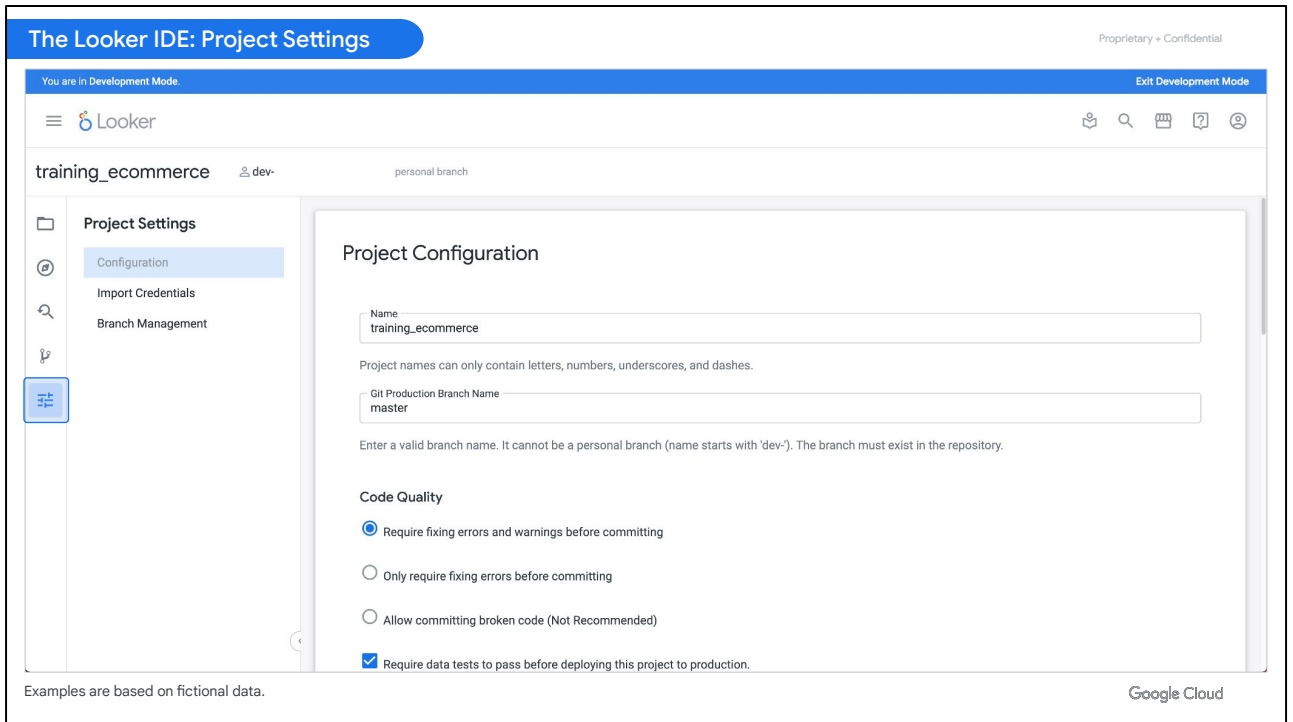 The Looker IDE: Project Settings
Proprietary + Confidential
You are in Development Mode.
Exit Development Mode
Looker
training_ecommerce
dev-
personal branch
Project Settings
Configuration
Import Credentials
Branch Management
Project Configuration
Name
training_ecommerce
Project names can only contain letters, numbers, underscores, and dashes.
Git Production Branch Name
master
Enter a valid branch name. It cannot be a personal branch (name starts with 'dev-'). The branch must exist in the repository.
Code Quality
Require fixing errors and warnings before committing
Only require fixing errors before committing
Allow committing broken code (Not Recommended)
Require data tests to pass before deploying this project to production.
Examples are based on fictional data.
Google Cloud